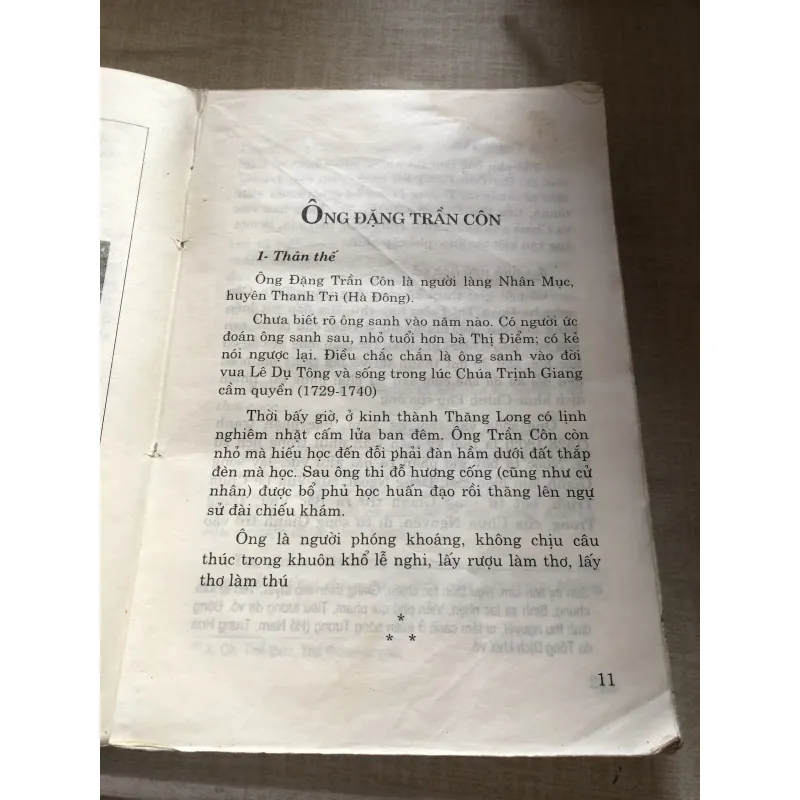 ÔNG ĐẶNG TRẦN CÔN
1- Thân thế
Ông Đặng Trần Côn là người làng Nhân Mục,
huyện Thanh Trì (Hà Đông).
Chưa biết rõ ông sanh vào năm nào. Có người ức
đoán ông sanh sau, nhỏ tuổi hơn bà Thị Điểm; có kẻ
nói ngược lại. Điều chắc chắn là ông sanh vào đời
vua Lê Dụ Tông và sống trong lúc Chúa Trịnh Giang
cầm quyền (1729-1740)
Thời bấy giờ, ở kinh thành Thăng Long có lịnh
nghiêm nhặt cấm lửa ban đêm. Ông Trần Côn còn
nhỏ mà hiếu học đến đỗi phải đàn hầm dưới đất thắp
đèn mà học. Sau ông thi đỗ hương cống (cũng như cử
nhân) được bổ phủ học huấn đạo rồi thăng lên ngự
sử đài chiếu khám.
Ông là người phóng khoáng, không chịu câu
thúc trong khuôn khổ lễ nghi, lấy rượu làm thơ, lấy
thơ làm thú
*
* *
11